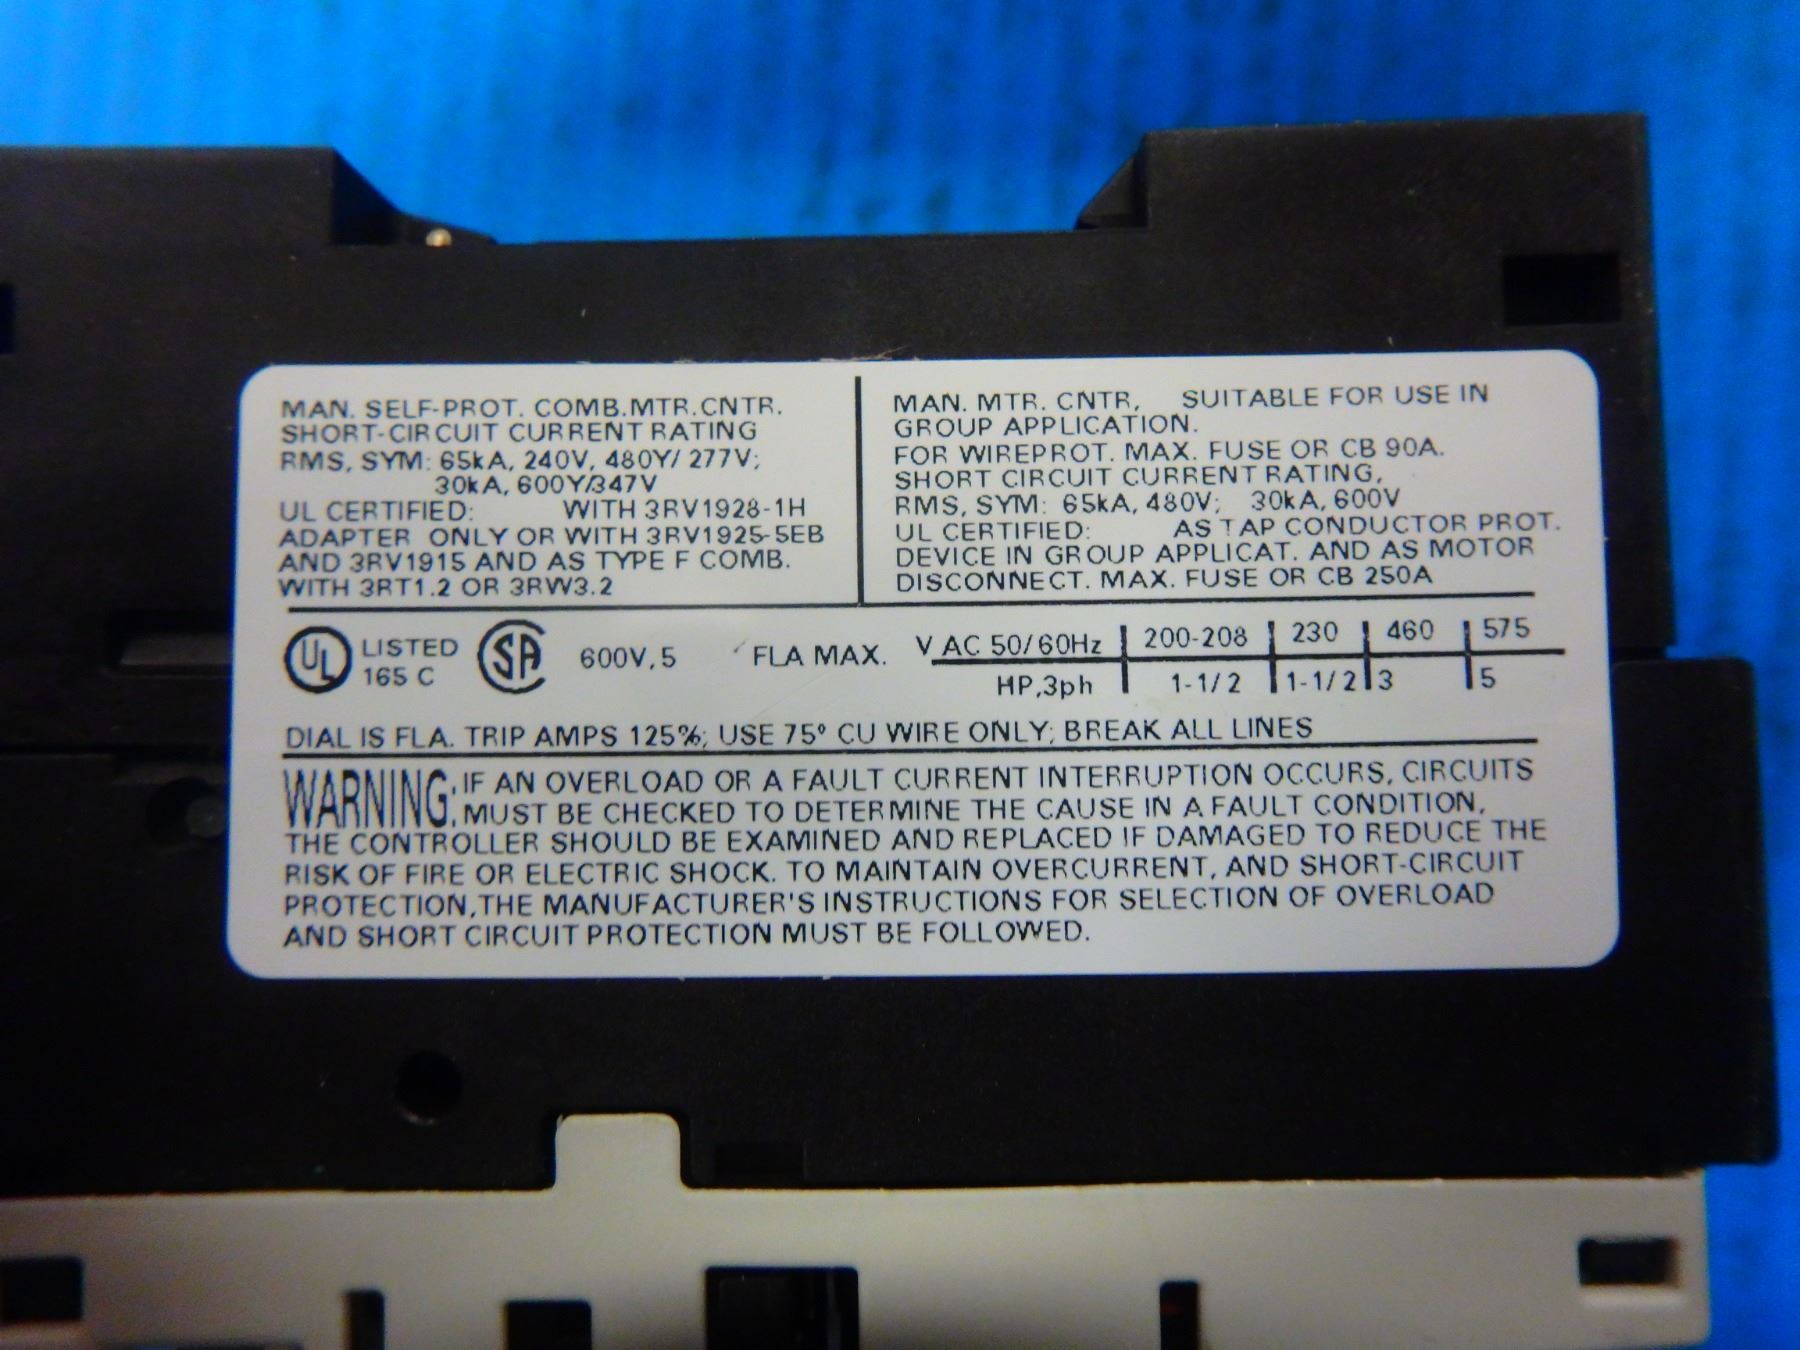 MAN. SELF-PROT. COMB.MTR.CNTR.
SHORT-CIRCUIT CURRENT RATING
RMS, SYM: 65kA, 240V, 480Y/277V;
30kA, 600Y/347V
UL CERTIFIED: WITH 3RV1928-1H
ADAPTER ONLY OR WITH 3RV1925-5EB
AND 3RV1915 AND AS TYPE F COMB.
WITH 3RT1.2 OR 3RW3.2
MAN. MTR. CNTR, SUITABLE FOR USE IN
GROUP APPLICATION.
FOR WIREPROT. MAX. FUSE OR CB 90A.
SHORT CIRCUIT CURRENT RATING,
RMS, SYM: 65kA, 480V; 30kA, 600V
UL CERTIFIED: AS TAP CONDUCTOR PROT.
DEVICE IN GROUP APPLICAT. AND AS MOTOR
DISCONNECT. MAX. FUSE OR CB 250A
UL LISTED 165 C SA 600V, 5 FLA MAX.
V AC 50/60Hz 200-208 230 460 575
HP,3ph 1-1/2 1-1/2 3 5
DIAL IS FLA. TRIP AMPS 125%; USE 75° CU WIRE ONLY; BREAK ALL LINES
WARNING: IF AN OVERLOAD OR A FAULT CURRENT INTERRUPTION OCCURS, CIRCUITS
MUST BE CHECKED TO DETERMINE THE CAUSE IN A FAULT CONDITION,
THE CONTROLLER SHOULD BE EXAMINED AND REPLACED IF DAMAGED TO REDUCE THE
RISK OF FIRE OR ELECTRIC SHOCK. TO MAINTAIN OVERCURRENT, AND SHORT-CIRCUIT
PROTECTION,THE MANUFACTURER'S INSTRUCTIONS FOR SELECTION OF OVERLOAD
AND SHORT CIRCUIT PROTECTION MUST BE FOLLOWED.